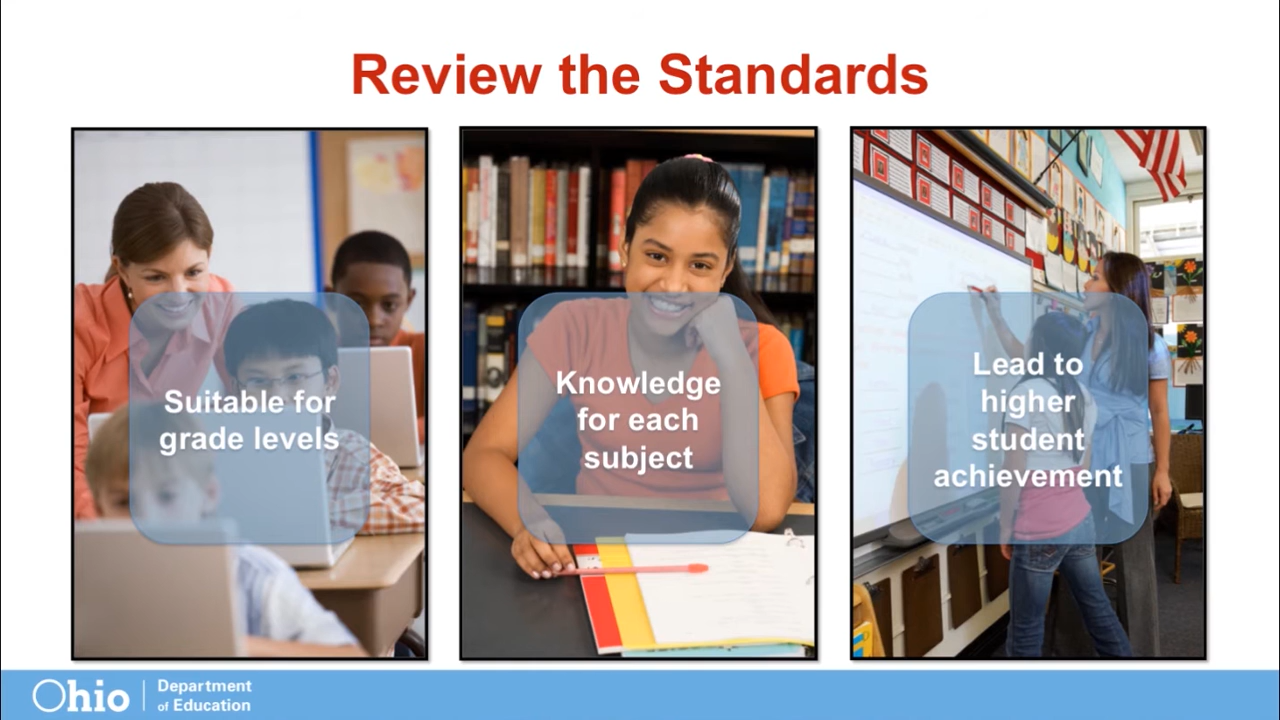 Review the Standards
Suitable for
grade levels
Knowledge
for each
subject
Lead to
higher
student
achievement
Ohio
Department
of Education